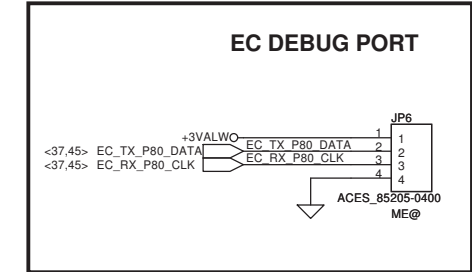 EC DEBUG PORT
JP6
+3VALW 1 1
<37,45> EC_TX_P80_DATA EC_TX_P80_DATA 2 2
<37,45> EC_RX_P80_CLK EC_RX_P80_CLK 3 3
4 4
ACES_85205-0400
ME@